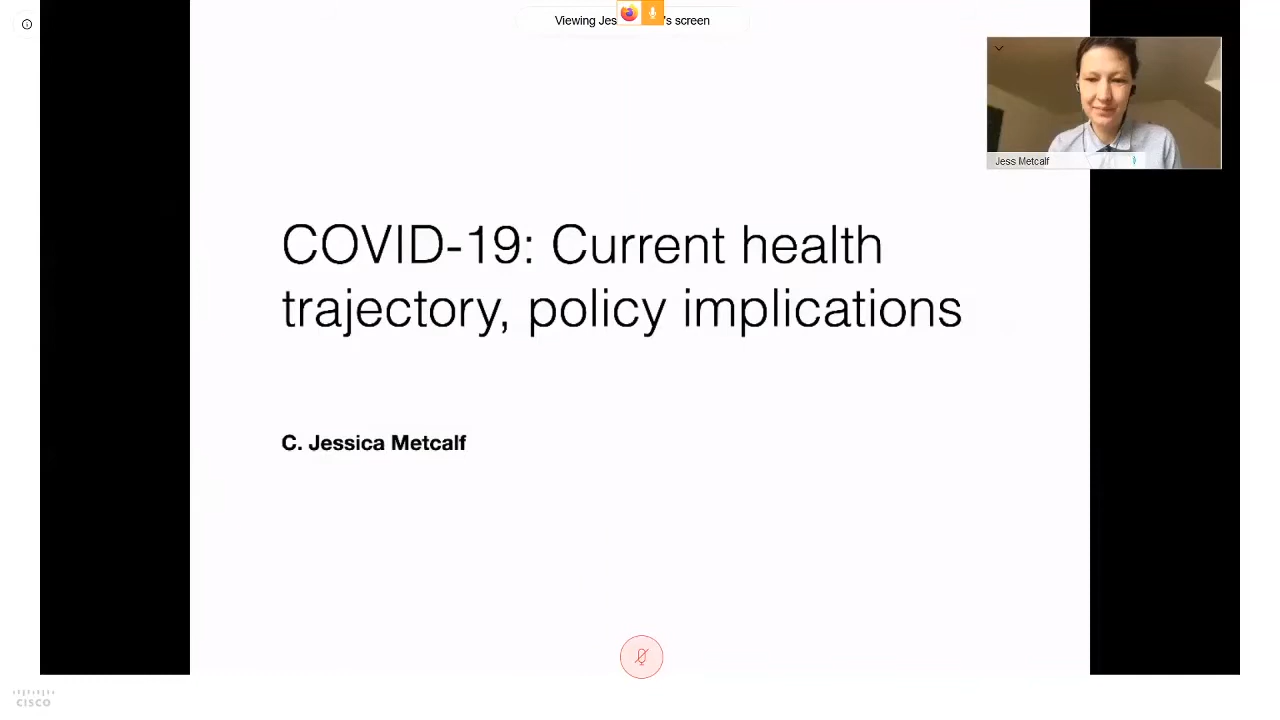 Viewing Jes 's screen
Jess Metcalf
COVID-19: Current health
trajectory, policy implications
C. Jessica Metcalf
CISCO